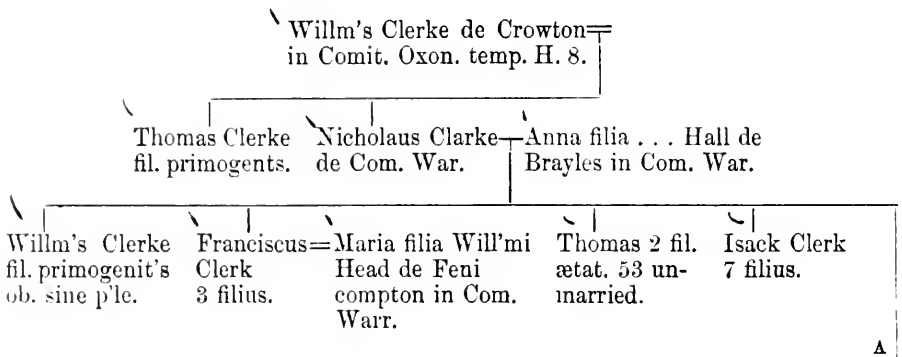 Willm's Clerke de Crowton
in Comit. Oxon. temp. H. 8.
Thomas Clerke
fil. primogents.
Nicholaus Clarke
de Com. War.
Anna filia . . . Hall de
Brayles in Com. War.
Willm's Clerke
fil. primogenit's
ob. sine p'le.
Franciscus
Clerk
3 filius.
Maria filia Will'mi
Head de Feni
compton in Com.
Warr.
Thomas 2 fil.
ætat. 53 un-
married.
Isack Clerk
7 filius.
A